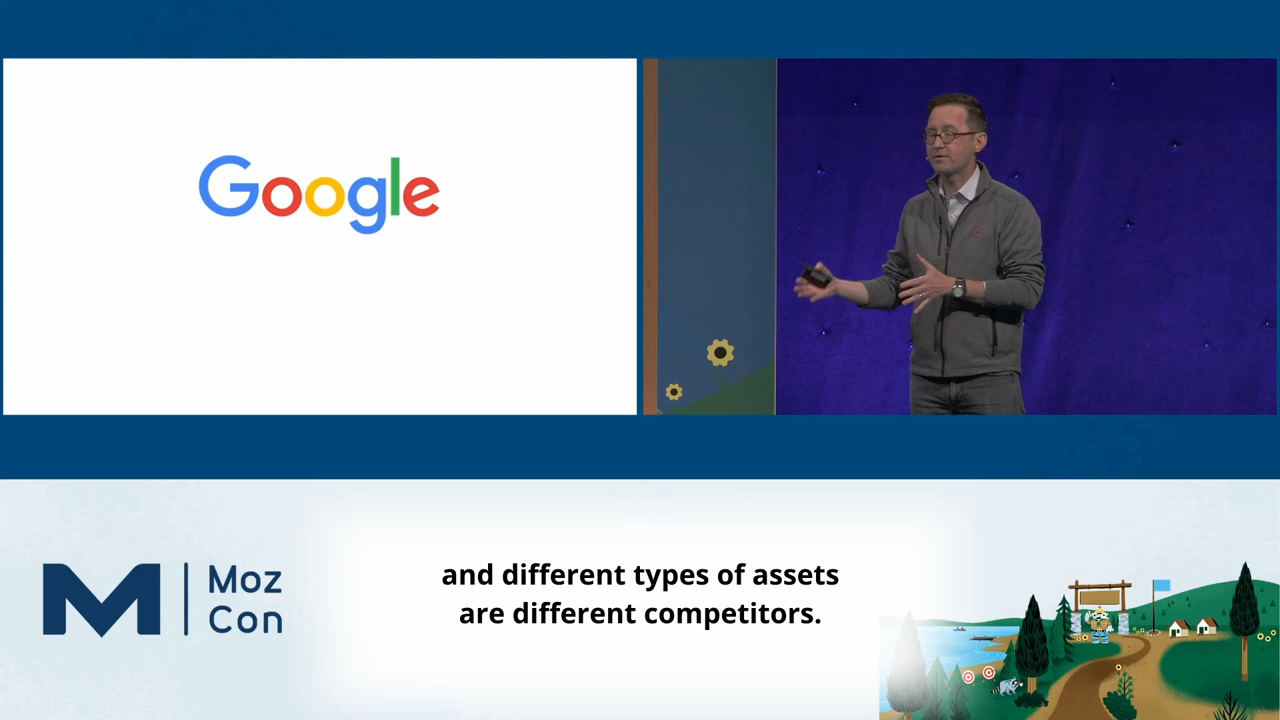 Google
Moz
Con
and different types of assets
are different competitors.